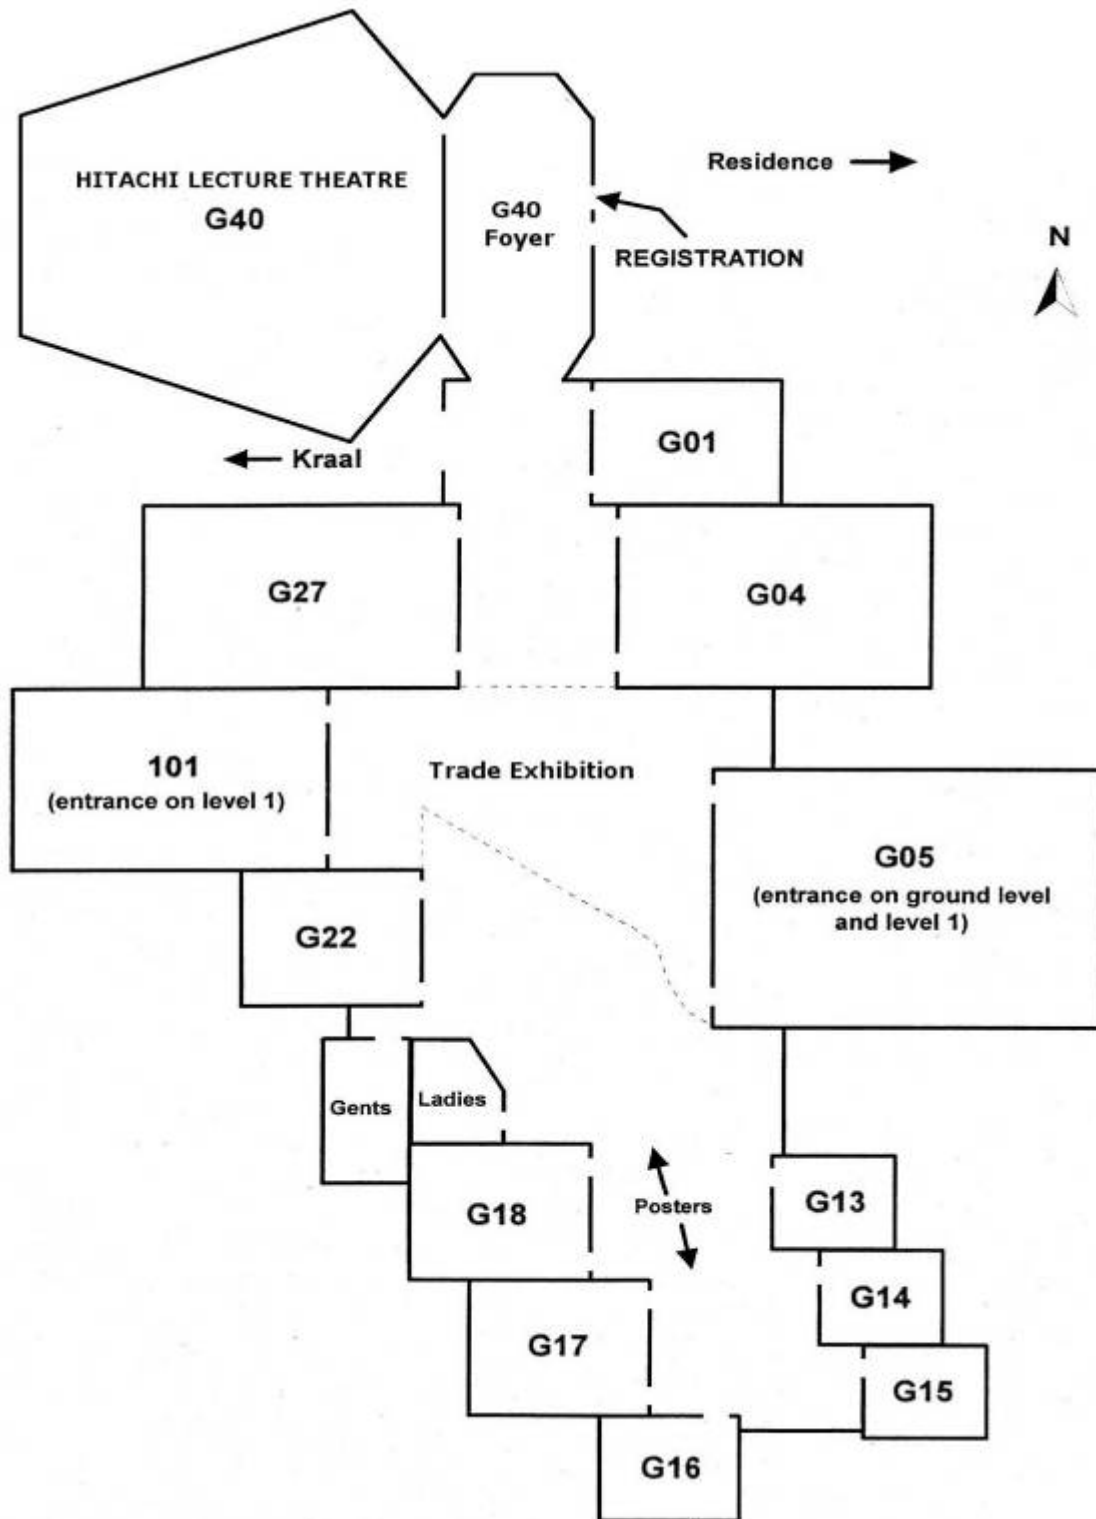 Residence
HITACHI LECTURE THEATRE
G40
G40
Foyer
REGISTRATION
N
G01
Kraal
G27
G04
101
(entrance on level 1)
Trade Exhibition
G05
(entrance on ground level
and level 1)
G22
Gents
Ladies
G18
Posters
G13
G14
G17
G15
G16